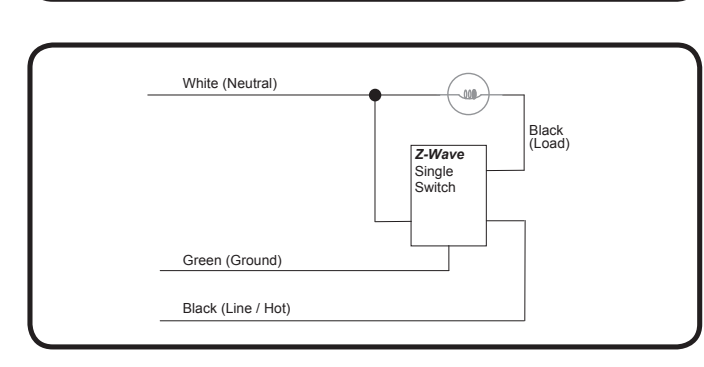 White (Neutral)
Black
(Load)
Z-Wave
Single
Switch
Green (Ground)
Black (Line / Hot)